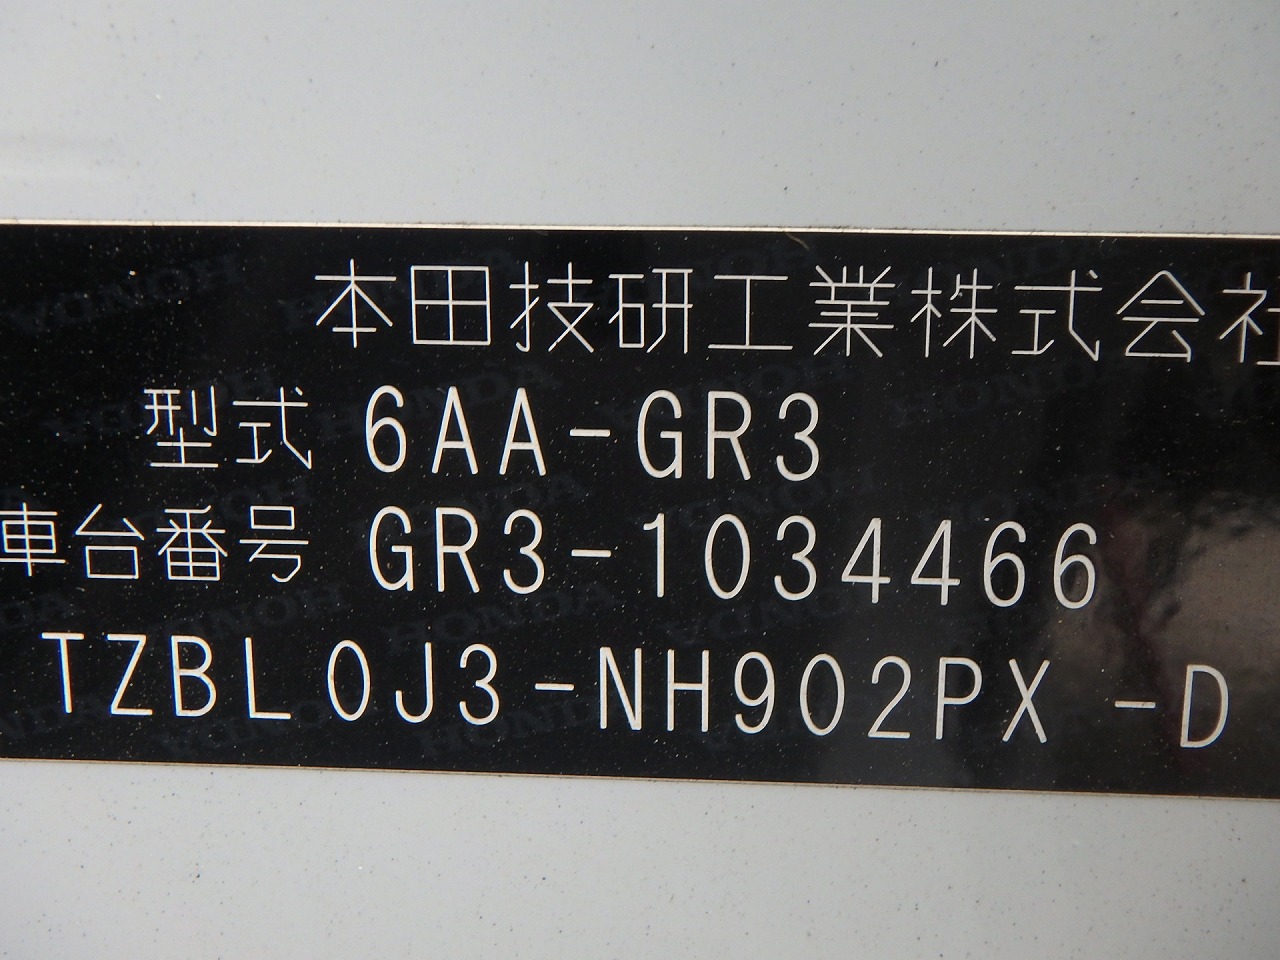 本田技研工業株式会社
型式 6AA-GR3
車台番号 GR3-1034466
TZBL0J3-NH902PX -D